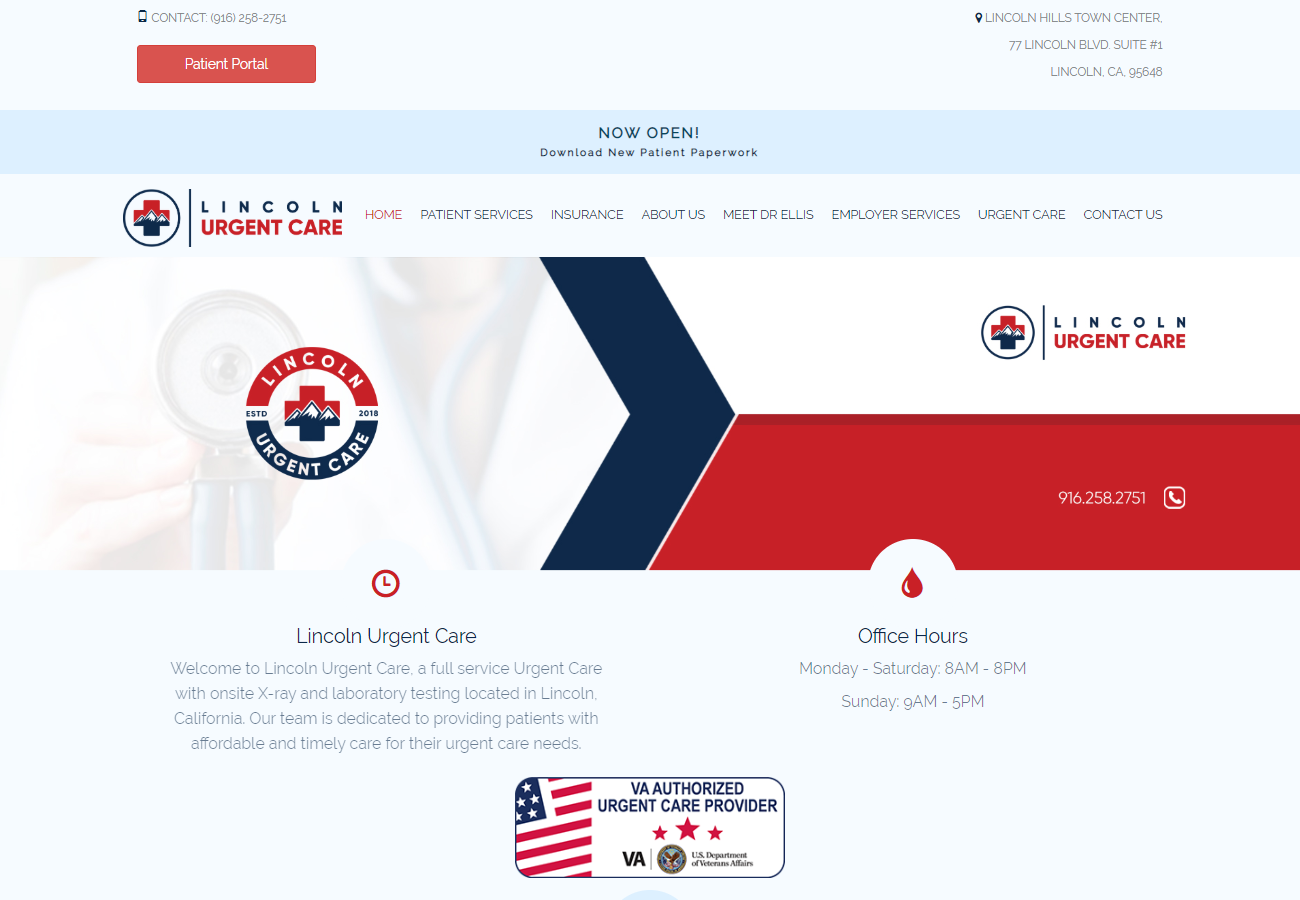 CONTACT: (916) 258-2751
Patient Portal
LINCOLN HILLS TOWN CENTER,
77 LINCOLN BLVD. SUITE #1
LINCOLN, CA, 95648
NOW OPEN!
Download New Patient Paperwork
LINCOLN
URGENT CARE
HOME PATIENT SERVICES INSURANCE ABOUT US MEET DR ELLIS EMPLOYER SERVICES URGENT CARE CONTACT US
LINCOLN
ESTD 2018
URGENT CARE
LINCOLN
URGENT CARE
916.258.2751
Lincoln Urgent Care
Welcome to Lincoln Urgent Care, a full service Urgent Care
with onsite X-ray and laboratory testing located in Lincoln,
California. Our team is dedicated to providing patients with
affordable and timely care for their urgent care needs.
Office Hours
Monday - Saturday: 8AM - 8PM
Sunday: 9AM - 5PM
VA AUTHORIZED
URGENT CARE PROVIDER
VA
U.S. Department
of Veterans Affairs